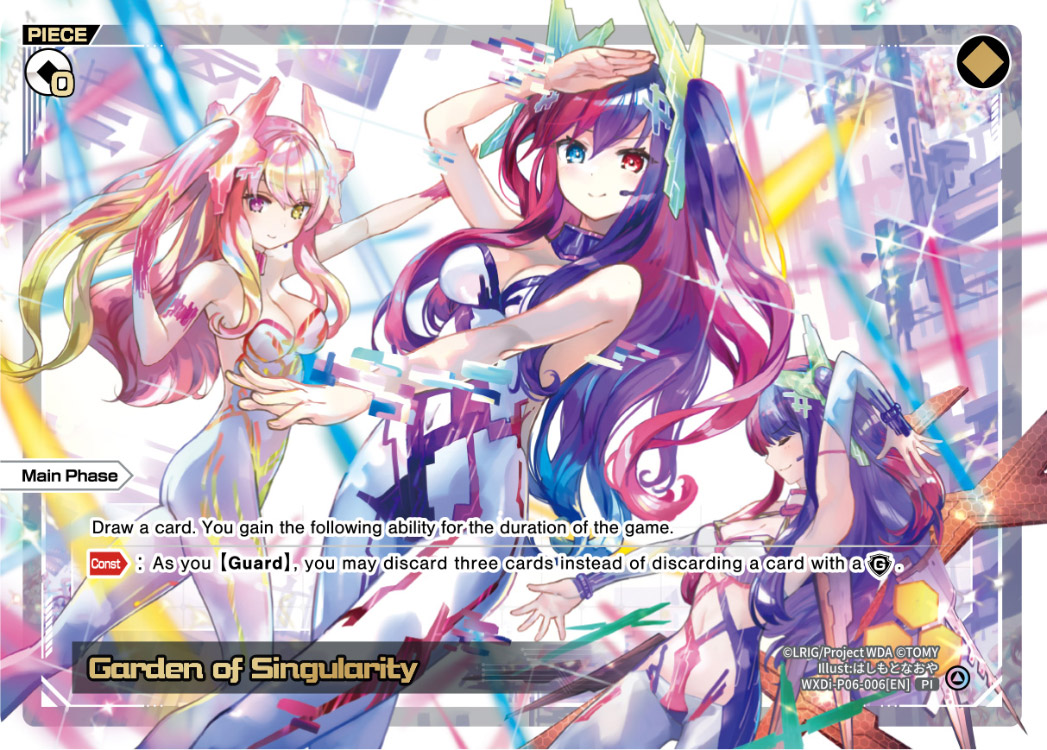 PIECE
0
Main Phase
Draw a card. You gain the following ability for the duration of the game.
Const : As you 【Guard】, you may discard three cards instead of discarding a card with a G.
Garden of Singularity
©LRIG/Project WDA ©TOMY
Illust:はしもとなおや
WXDi-P06-006[EN] PI